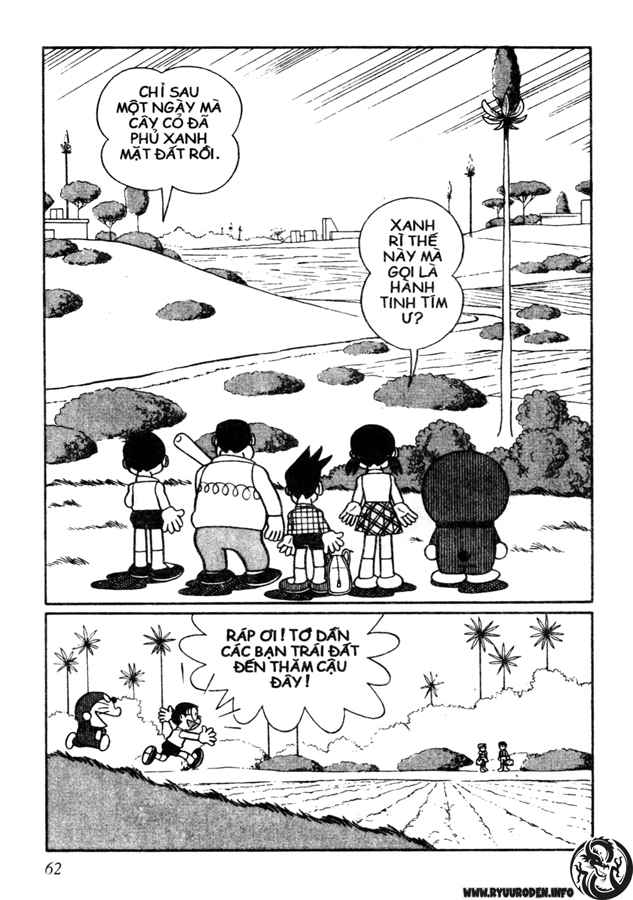 CHỈ SAU
MỘT NGÀY MÀ
CÂY CỎ ĐÃ
PHỦ XANH
MẶT ĐẤT RỒI.
XANH
RÌ THẾ
NÀY MÀ
GỌI LÀ
HÀNH
TINH TÍM
Ư?
RÁP ƠI! TỚ DẪN
CÁC BẠN TRÁI ĐẤT
ĐẾN THĂM CẬU
ĐÂY!
62
WWW.RYUURODEN.INFO